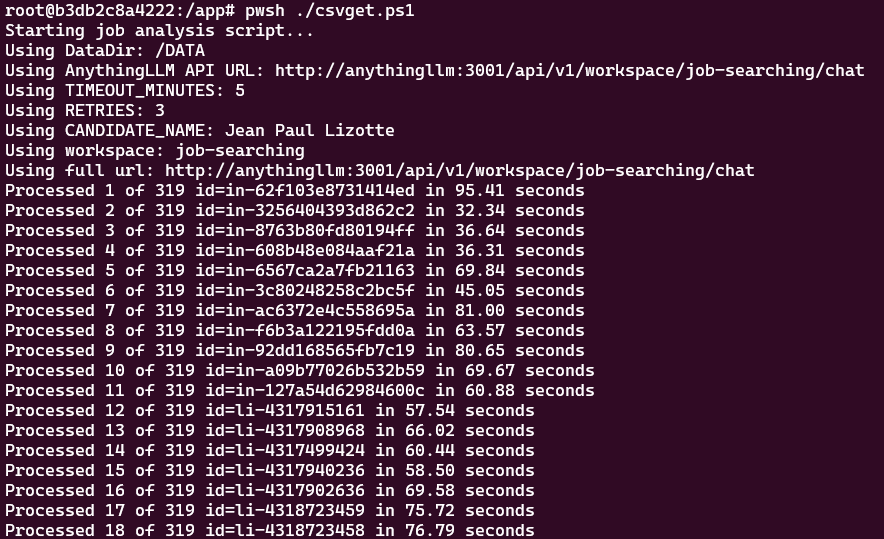 root@b3db2c8a4222:/app# pwsh ./csvget.ps1
Starting job analysis script...
Using DataDir: /DATA
Using AnythingLLM API URL: http://anythingllm:3001/api/v1/workspace/job-searching/chat
Using TIMEOUT_MINUTES: 5
Using RETRIES: 3
Using CANDIDATE_NAME: Jean Paul Lizotte
Using workspace: job-searching
Using full url: http://anythingllm:3001/api/v1/workspace/job-searching/chat
Processed 1 of 319 id=in-62f103e8731414ed in 95.41 seconds
Processed 2 of 319 id=in-3256404393d862c2 in 32.34 seconds
Processed 3 of 319 id=in-8763b80fd80194ff in 36.64 seconds
Processed 4 of 319 id=in-608b48e084aaf21a in 36.31 seconds
Processed 5 of 319 id=in-6567ca2a7fb21163 in 69.84 seconds
Processed 6 of 319 id=in-3c80248258c2bc5f in 45.05 seconds
Processed 7 of 319 id=in-ac6372e4c558695a in 81.00 seconds
Processed 8 of 319 id=in-f6b3a122195fdd0a in 63.57 seconds
Processed 9 of 319 id=in-92dd168565fb7c19 in 80.65 seconds
Processed 10 of 319 id=in-a09b77026b532b59 in 69.67 seconds
Processed 11 of 319 id=in-127a54d62984600c in 60.88 seconds
Processed 12 of 319 id=li-4317915161 in 57.54 seconds
Processed 13 of 319 id=li-4317908968 in 66.02 seconds
Processed 14 of 319 id=li-4317499424 in 60.44 seconds
Processed 15 of 319 id=li-4317940236 in 58.50 seconds
Processed 16 of 319 id=li-4317902636 in 69.58 seconds
Processed 17 of 319 id=li-4318723459 in 75.72 seconds
Processed 18 of 319 id=li-4318723458 in 76.79 seconds